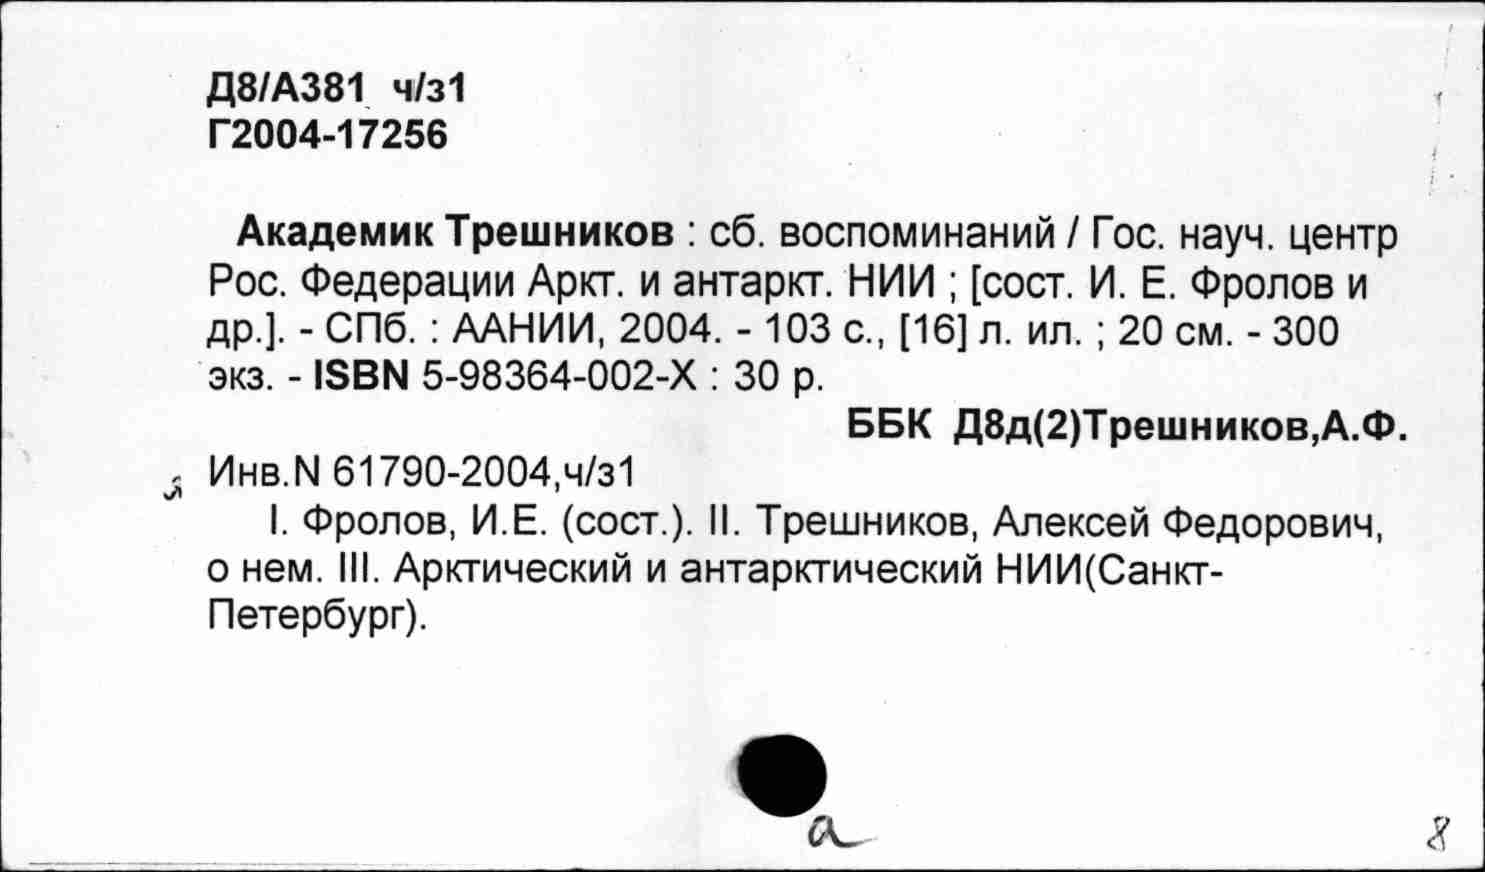 Д8/А381 ч/з1
Г2004-17256
Академик Трешников : сб. воспоминаний / Гос. науч. центр
Рос. Федерации Аркт. и антаркт. НИИ ; [сост. И. Е. Фролов и
др.]. - СПб. : ААНИИ, 2004. - 103 с., [16] л. ил. ; 20 см. - 300
экз. - ISBN 5-98364-002-X : 30 р.
ББК Д8д(2)Трешников,А.Ф.
Инв.N 61790-2004,ч/з1
I. Фролов, И.Е. (сост.). II. Трешников, Алексей Федорович,
о нем. III. Арктический и антарктический НИИ(Санкт-
Петербург).
а
8